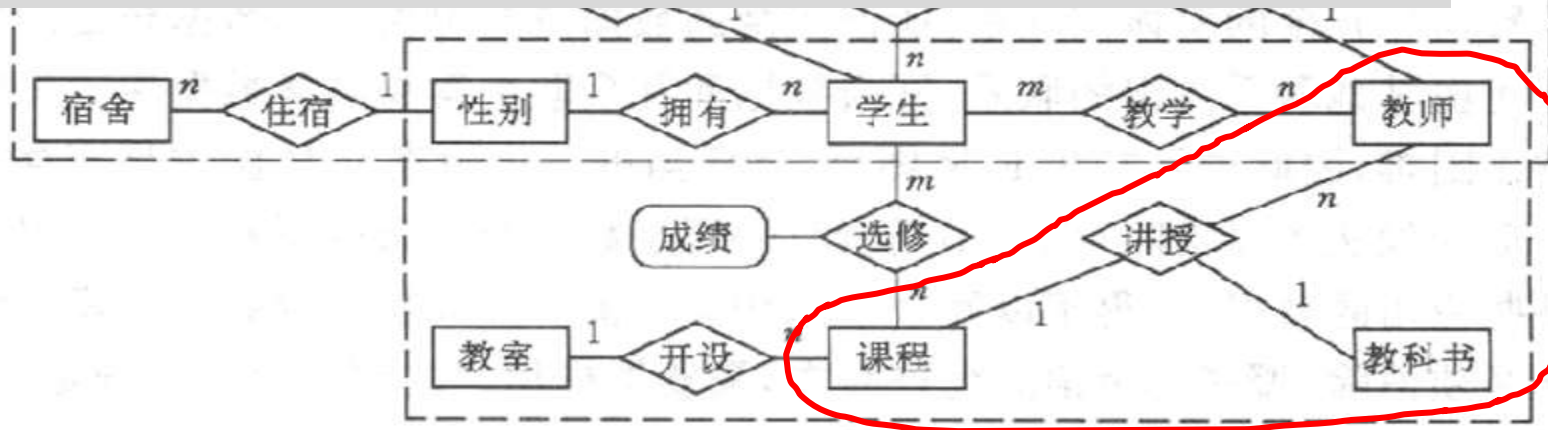 1 1
n
宿舍 n 住宿 1 性别 1 拥有 n 学生 m 教学 n 教师
m n
成绩 选修 讲授
n 1 1
教室 1 开设 n 课程 教科书